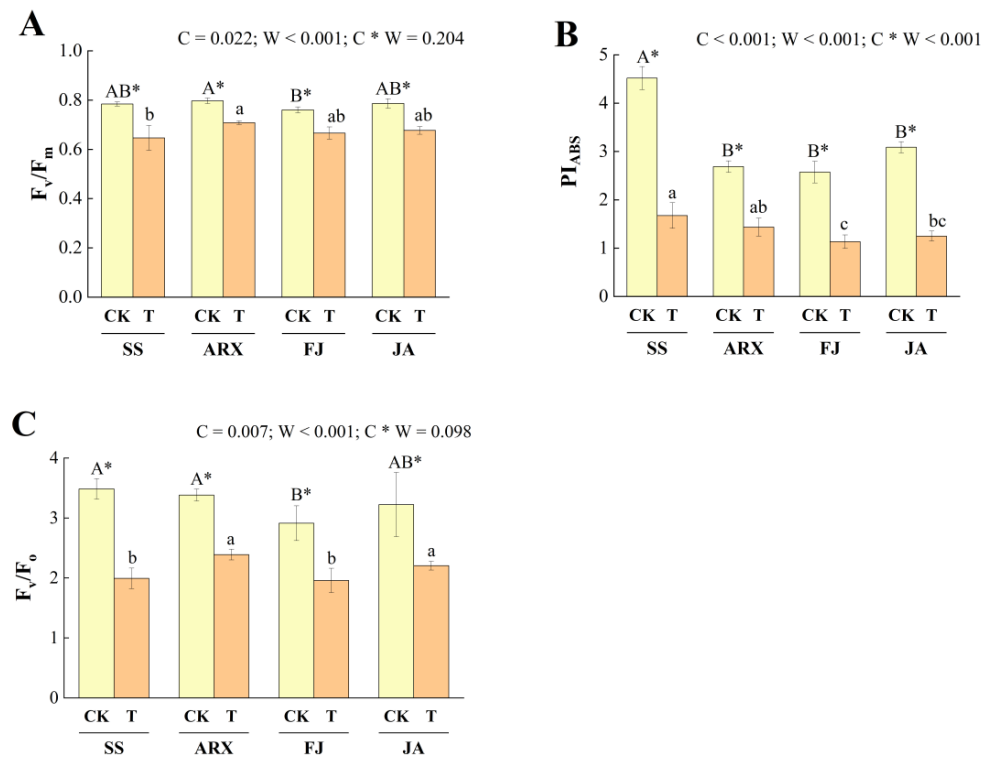 A
C = 0.022; W < 0.001; C * W = 0.204
1.0
0.8
0.6
0.4
0.2
0.0
Fv/Fm
AB* b A* a B* ab AB* ab
CK T CK T CK T CK T
SS ARX FJ JA
B
C < 0.001; W < 0.001; C * W < 0.001
5
4
3
2
1
0
PIABS
A* a B* ab B* c B* bc
CK T CK T CK T CK T
SS ARX FJ JA
C
C = 0.007; W < 0.001; C * W = 0.098
4
3
2
1
0
Fv/Fo
A* b A* a B* b AB* a
CK T CK T CK T CK T
SS ARX FJ JA